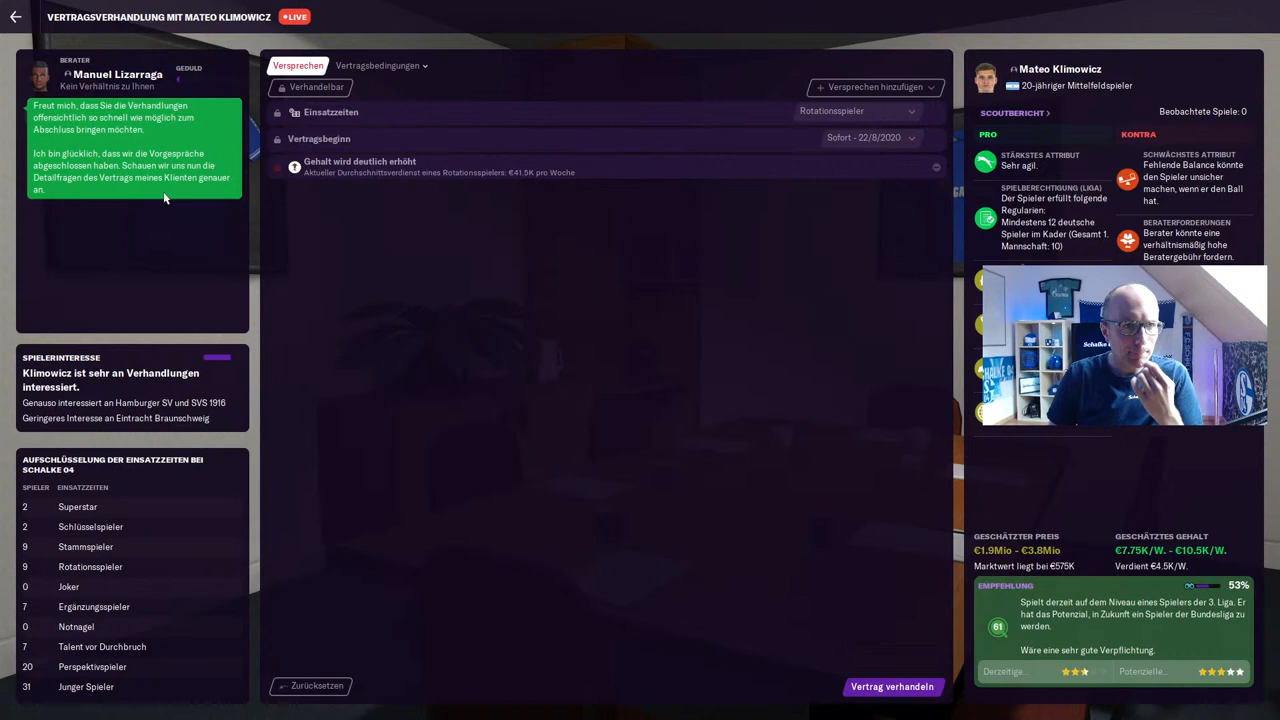 VERTRAGSVERHANDLUNG MIT MATEO KLIMOWICZ
LIVE
BERATER
Manuel Lizarraga
Kein Verhältnis zu Ihnen
GEDULD
Freut mich, dass Sie die Verhandlungen
offensichtlich so schnell wie möglich zum
Abschluss bringen möchten.
Ich bin glücklich, dass wir die Vorgespräche
abgeschlossen haben. Schauen wir uns nun die
Detailfragen des Vertrags meines Klienten genauer
an.
SPIELERINTERESSE
Klimowicz ist sehr an Verhandlungen
interessiert.
Genauso interessiert an Hamburger SV und SVS 1916
Geringeres Interesse an Eintracht Braunschweig
AUFSCHLÜSSELUNG DER EINSATZZEITEN BEI
SCHALKE 04
SPIELER EINSATZZEITEN
2 Superstar
2 Schlüsselspieler
9 Stammspieler
9 Rotationsspieler
0 Joker
7 Ergänzungsspieler
0 Notnagel
7 Talent vor Durchbruch
20 Perspektivspieler
31 Junger Spieler
Versprechen
Vertragsbedingungen
Verhandelbar
Versprechen hinzufügen
Einsatzzeiten
Rotationsspieler
Vertragsbeginn
Sofort - 22/8/2020
Gehalt wird deutlich erhöht
Aktueller Durchschnittsverdienst eines Rotationsspielers: €41.5K pro Woche
Zurücksetzen
Vertrag verhandeln
Mateo Klimowicz
20-jähriger Mittelfeldspieler
SCOUTBERICHT
Beobachtete Spiele: 0
PRO
STÄRKSTES ATTRIBUT
Sehr agil.
SPIELBERECHTIGUNG (LIGA)
Der Spieler erfüllt folgende
Regularien:
Mindestens 12 deutsche
Spieler im Kader (Gesamt 1.
Mannschaft: 10)
KONTRA
SCHWÄCHSTES ATTRIBUT
Fehlende Balance könnte
den Spieler unsicher
machen, wenn er den Ball
hat.
BERATERFORDERUNGEN
Berater könnte eine
verhältnismäßig hohe
Beratergebühr fordern.
GESCHÄTZTER PREIS
€1.9Mio - €3.8Mio
Marktwert liegt bei €575K
GESCHÄTZTES GEHALT
€7.75K/W. - €10.5K/W.
Verdient €4.5K/W.
EMPFEHLUNG
53%
61
Spielt derzeit auf dem Niveau eines Spielers der 3. Liga. Er
hat das Potenzial, in Zukunft ein Spieler der Bundesliga zu
werden.
Wäre eine sehr gute Verpflichtung.
Derzeitige...
Potenzielle...